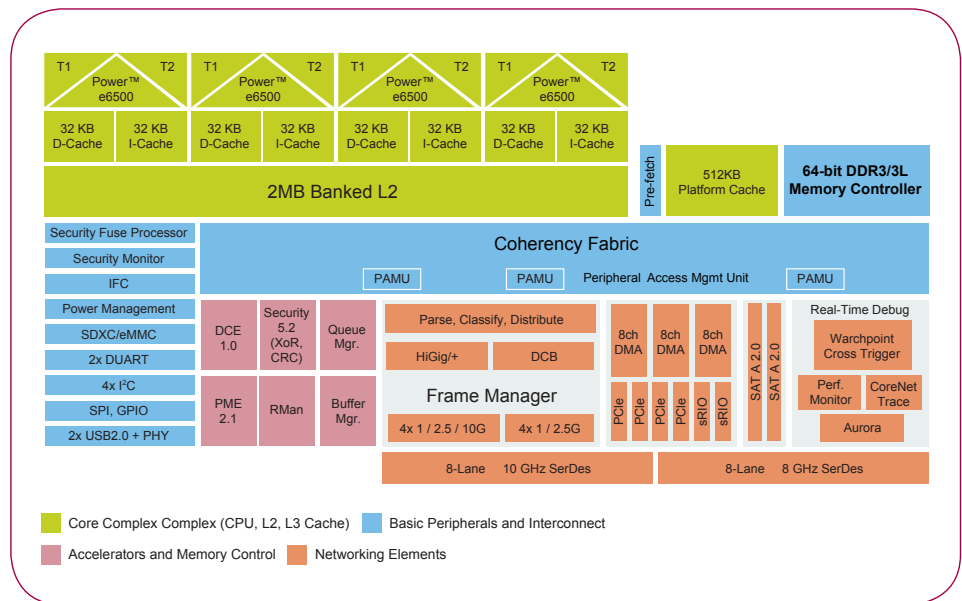 T1
T2
Power™
e6500
T1
T2
Power™
e6500
T1
T2
Power™
e6500
T1
T2
Power™
e6500
32 KB
D-Cache
32 KB
I-Cache
32 KB
D-Cache
32 KB
I-Cache
32 KB
D-Cache
32 KB
I-Cache
32 KB
D-Cache
32 KB
I-Cache
2MB Banked L2
Pre-fetch
512KB
Platform Cache
64-bit DDR3/3L
Memory Controller
Security Fuse Processor
Security Monitor
IFC
Power Management
SDXC/eMMC
2x DUART
4x I²C
SPI, GPIO
2x USB2.0 + PHY
Coherency Fabric
PAMU
PAMU
Peripheral Access Mgmt Unit
PAMU
DCE
1.0
Security
5.2
(XoR,
CRC)
Queue
Mgr.
PME
2.1
RMan
Buffer
Mgr.
Parse, Classify, Distribute
HiGig/+
DCB
Frame Manager
4x 1 / 2.5 / 10G
4x 1 / 2.5G
8ch
DMA
8ch
DMA
8ch
DMA
PCIe
PCIe
PCIe
PCIe
sRIO
sRIO
SAT A 2.0
SAT A 2.0
Real-Time Debug
Warchpoint
Cross Trigger
Perf.
Monitor
CoreNet
Trace
Aurora
8-Lane 10 GHz SerDes
8-Lane 8 GHz SerDes
Core Complex Complex (CPU, L2, L3 Cache)
Basic Peripherals and Interconnect
Accelerators and Memory Control
Networking Elements